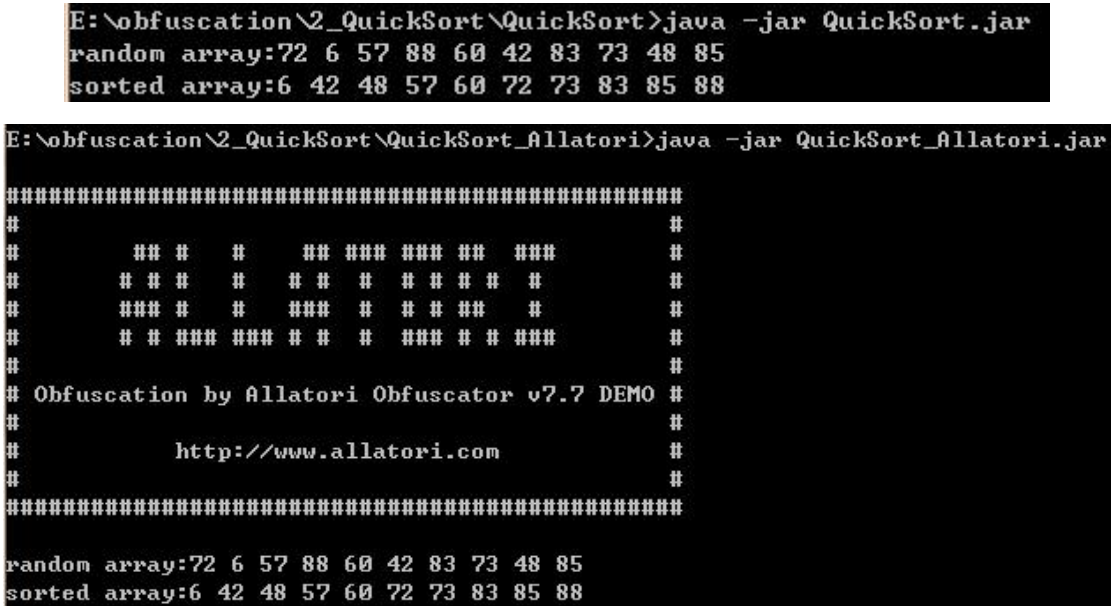 E:\obfuscation\2_QuickSort\QuickSort>java -jar QuickSort.jar
random array:72 6 57 88 60 42 83 73 48 85
sorted array:6 42 48 57 60 72 73 83 85 88
E:\obfuscation\2_QuickSort\QuickSort_Allatori>java -jar QuickSort_Allatori.jar
################################################
#                                              #
#        ## #   #    ## ### ### ##  ###        #
#       # # #   #   # #  #  # # # #  #         #
#       ### #   #   ###  #  # # ##   #         #
#       # # ### ### # #  #  ### # # ###        #
#                                              #
# Obfuscation by Allatori Obfuscator v7.7 DEMO #
#                                              #
#           http://www.allatori.com            #
#                                              #
################################################
random array:72 6 57 88 60 42 83 73 48 85
sorted array:6 42 48 57 60 72 73 83 85 88